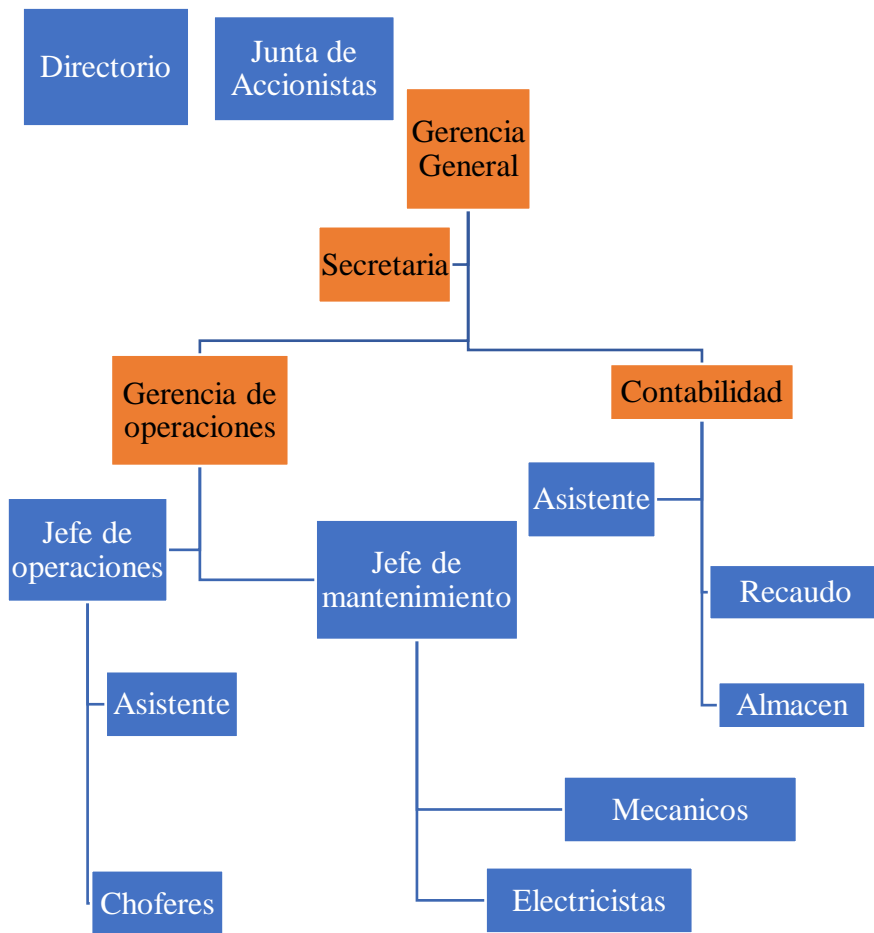 Directorio
Junta de
Accionistas
Gerencia
General
Secretaria
Gerencia de
operaciones
Contabilidad
Asistente
Jefe de
operaciones
Jefe de
mantenimiento
Recaudo
Asistente
Almacen
Mecanicos
Choferes
Electricistas